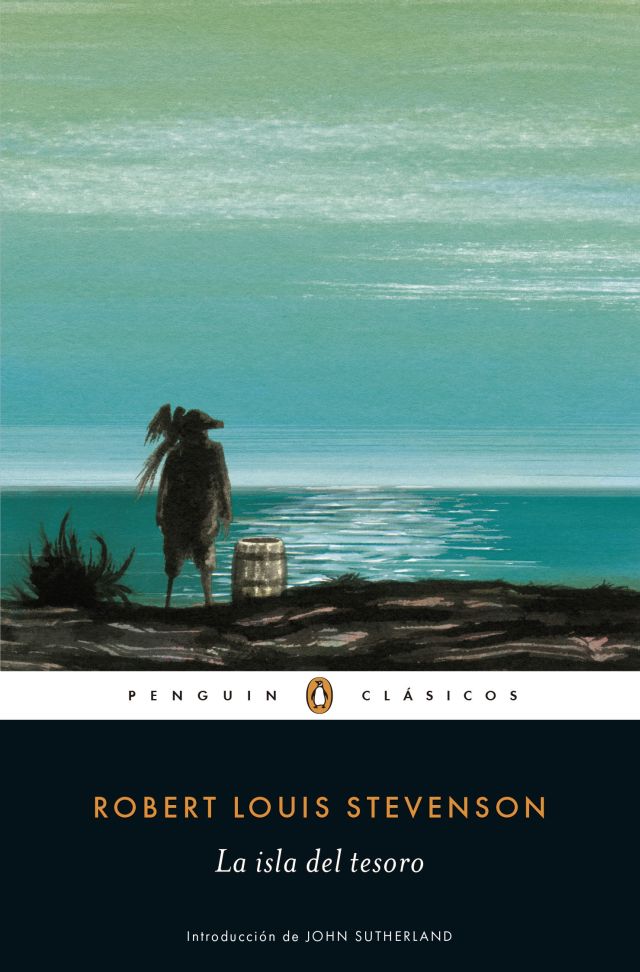 PENGUIN CLÁSICOS
ROBERT LOUIS STEVENSON
La isla del tesoro
Introducción de JOHN SUTHERLAND